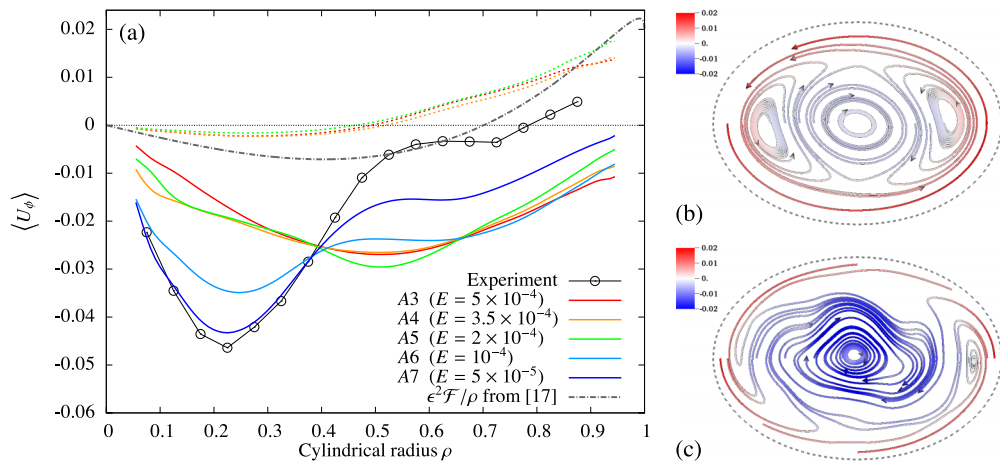 (a)
0.02
0.01
0
-0.01
-0.02
-0.03
-0.04
-0.05
-0.06
⟨U_ϕ⟩
Experiment
A3 (E = 5 × 10⁻⁴)
A4 (E = 3.5 × 10⁻⁴)
A5 (E = 2 × 10⁻⁴)
A6 (E = 10⁻⁴)
A7 (E = 5 × 10⁻⁵)
ϵ²ℱ/ρ from [17]
0 0.1 0.2 0.3 0.4 0.5 0.6 0.7 0.8 0.9 1
Cylindrical radius ρ
0.02
0.01
0.
-0.01
-0.02
(b)
0.02
0.01
0.
-0.01
-0.02
(c)